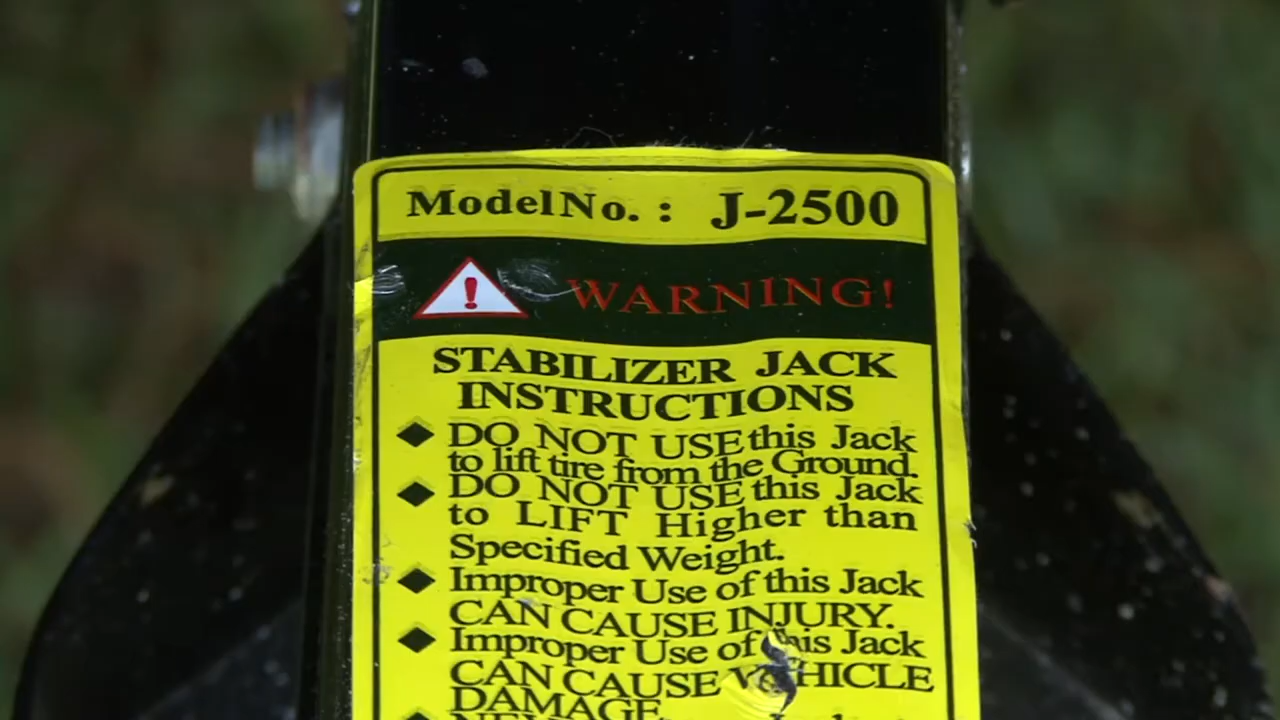 Model No. : J-2500
! WARNING!
STABILIZER JACK
INSTRUCTIONS
◆ DO NOT USE this Jack
to lift tire from the Ground.
◆ DO NOT USE this Jack
to LIFT Higher than
Specified Weight.
◆ Improper Use of this Jack
CAN CAUSE INJURY.
◆ Improper Use of this Jack
CAN CAUSE VEHICLE
DAMAGE